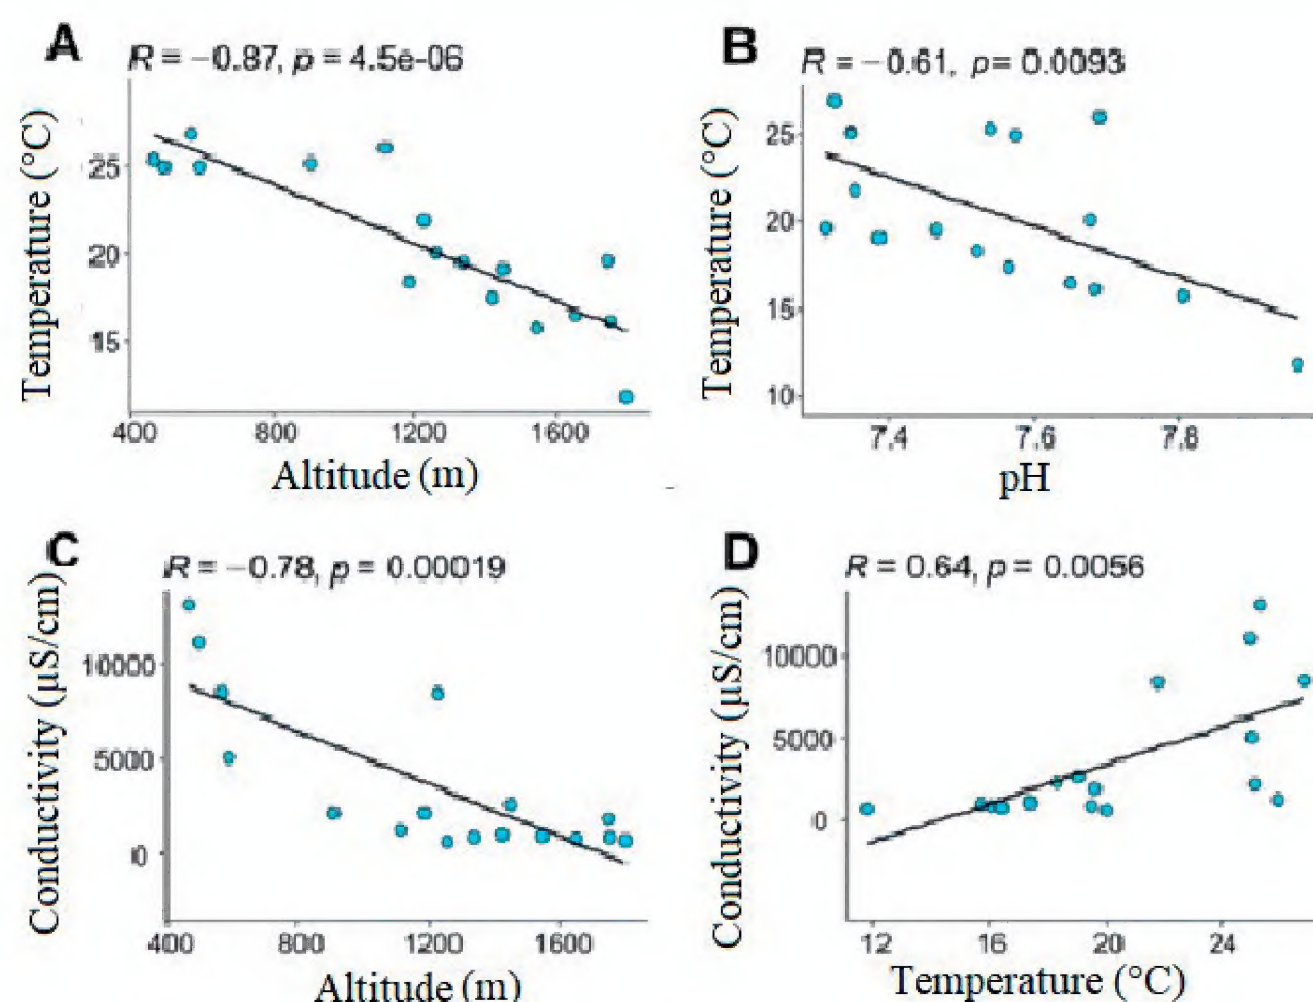 A
R = −0.87, p = 4.5e-06
Temperature (°C)
25
20
15
400 800 1200 1600
Altitude (m)
B
R = −0.61, p = 0.0093
Temperature (°C)
25
20
15
10
7.4 7.6 7.8
pH
C
R = −0.78, p = 0.00019
Conductivity (µS/cm)
10000
5000
0
400 800 1200 1600
Altitude (m)
D
R = 0.64, p = 0.0056
Conductivity (µS/cm)
10000
5000
0
12 16 20 24
Temperature (°C)